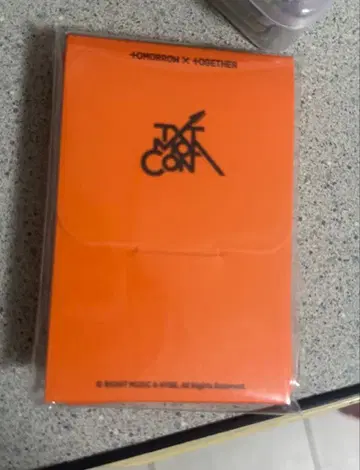 TOMORROW × TOGETHER
TXT
MOA
CON
© BIGHIT MUSIC & HYBE. All Rights Reserved.